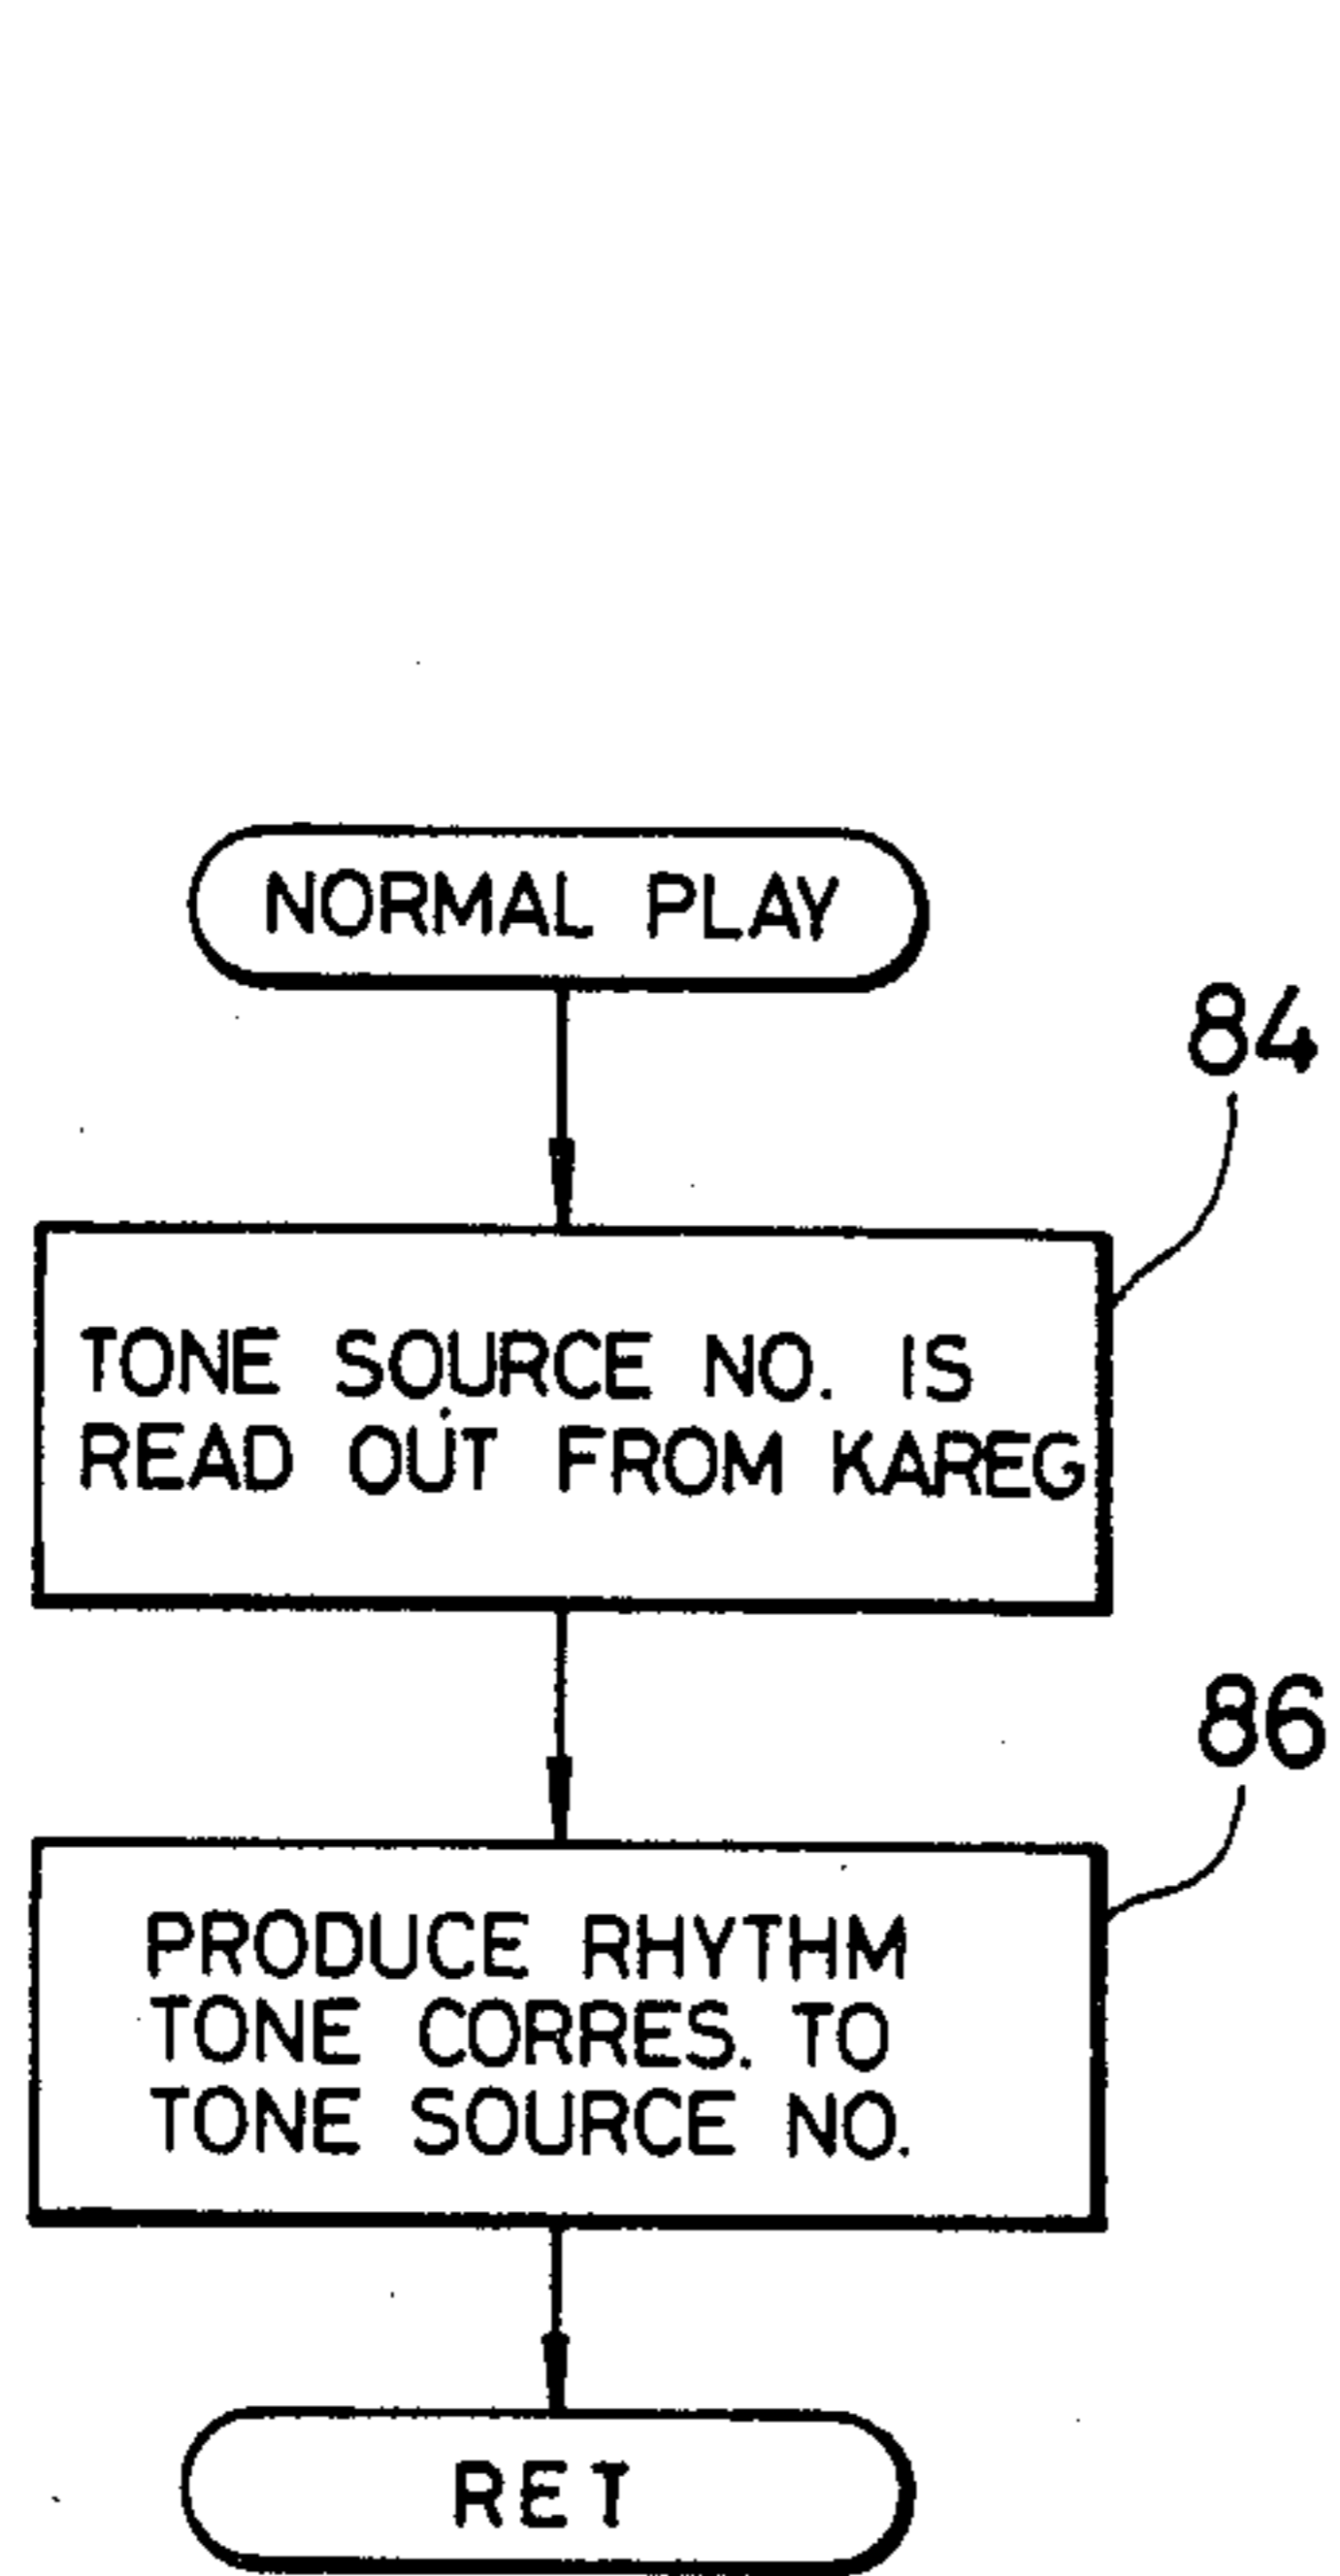 NORMAL PLAY
84
TONE SOURCE NO. IS
READ OUT FROM KAREG
86
PRODUCE RHYTHM
TONE CORRES. TO
TONE SOURCE NO.
RET